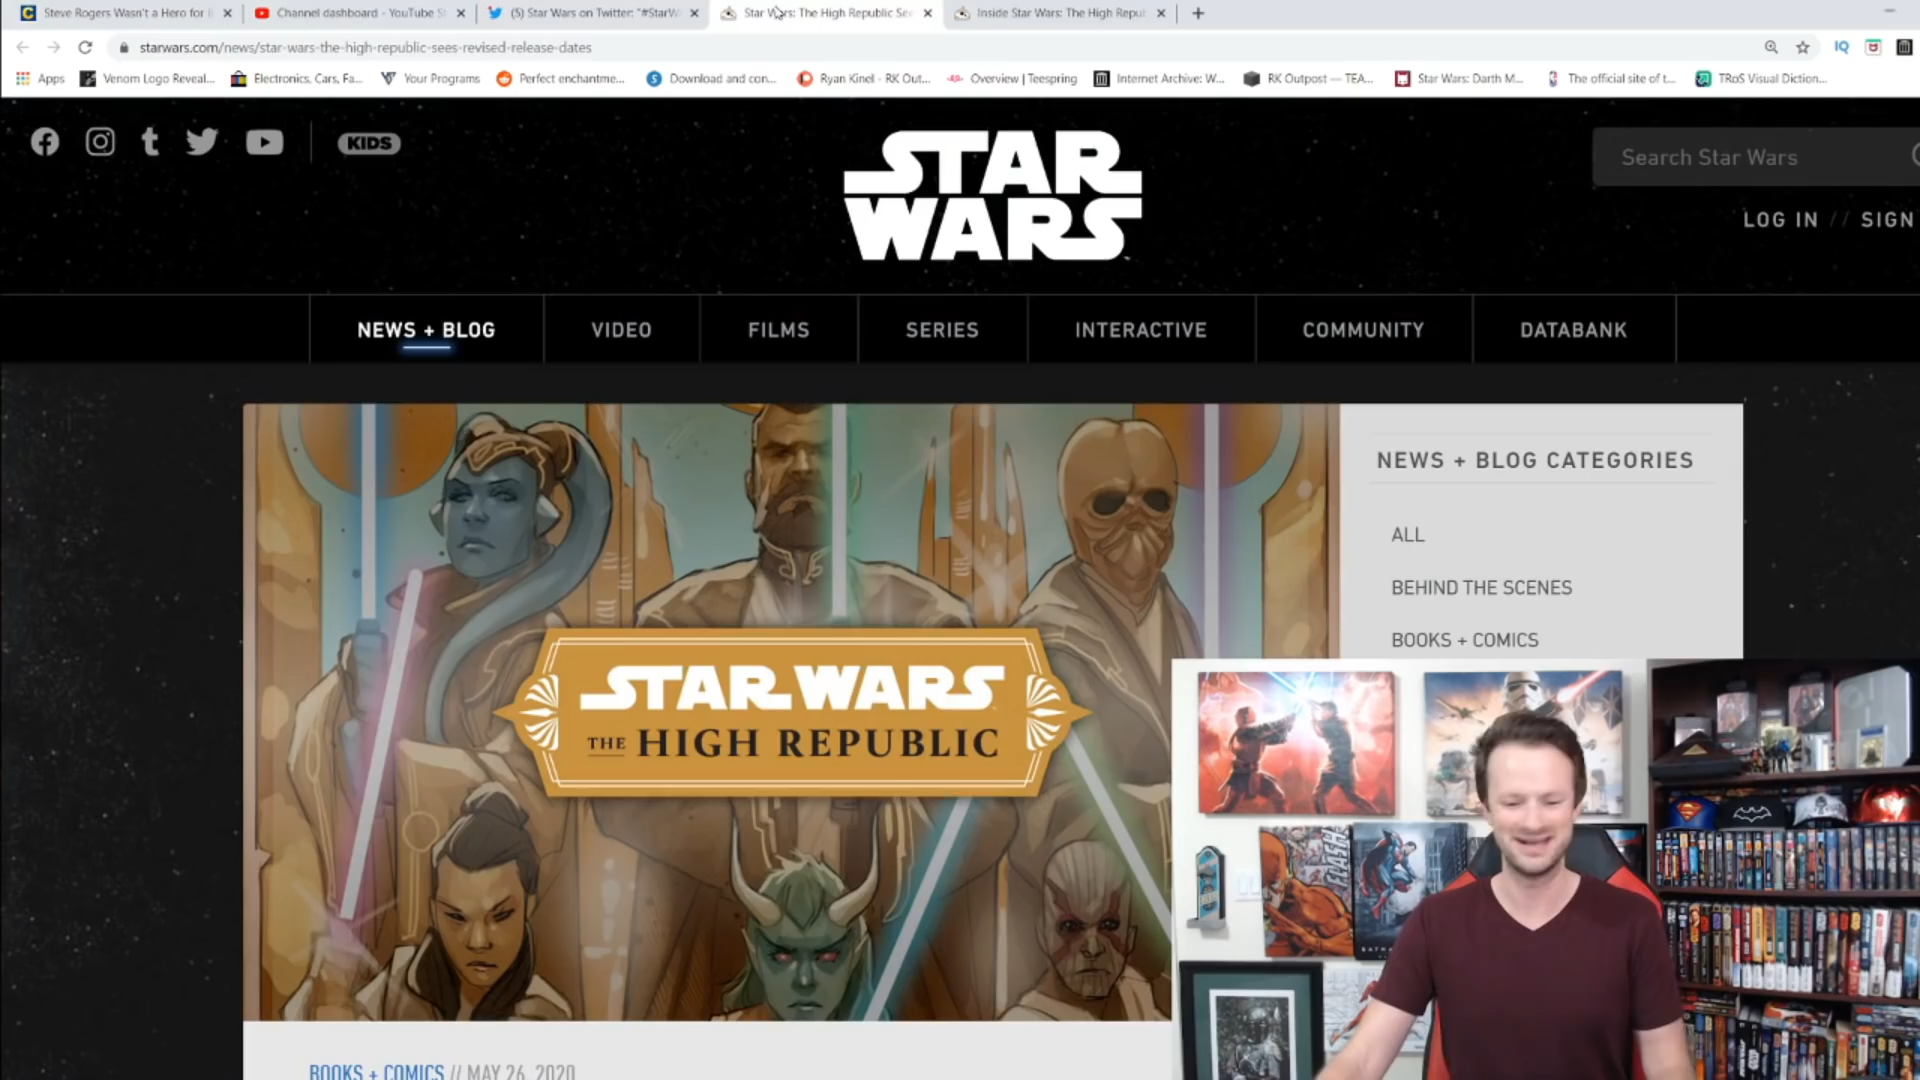 Steve Rogers Wasn't a Hero for
Channel dashboard - YouTube S
(5) Star Wars on Twitter: "#StarW
Star Wars: The High Republic See
Inside Star Wars: The High Repub
starwars.com/news/star-wars-the-high-republic-sees-revised-release-dates
IQ
Apps
Venom Logo Reveal...
Electronics, Cars, Fa...
Your Programs
Perfect enchantme...
Download and con...
Ryan Kinel - RK Out...
Overview | Teespring
Internet Archive: W...
RK Outpost — TEA...
Star Wars: Darth M...
The official site of t...
TRoS Visual Diction...
KIDS
STAR
WARS
Search Star Wars
LOG IN // SIGN
NEWS + BLOG
VIDEO
FILMS
SERIES
INTERACTIVE
COMMUNITY
DATABANK
NEWS + BLOG CATEGORIES
ALL
BEHIND THE SCENES
BOOKS + COMICS
STAR WARS
THE HIGH REPUBLIC
FLASH
BOOKS + COMICS // MAY 26, 2020